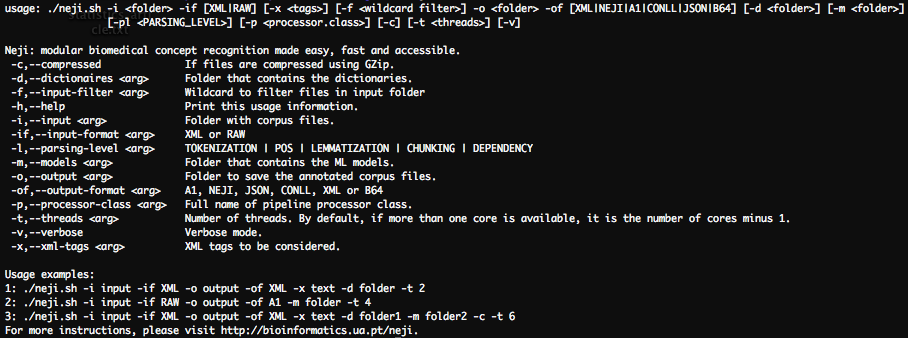 usage: ./neji.sh -i <folder> -if [XML|RAW] [-x <tags>] [-f <wildcard filter>] -o <folder> -of [XML|NEJI|A1|CONLL|JSON|B64] [-d <folder>] [-m <folder>]
[-pl <PARSING_LEVEL>] [-p <processor.class>] [-c] [-t <threads>] [-v]
Neji: modular biomedical concept recognition made easy, fast and accessible.
-c,--compressed If files are compressed using GZip.
-d,--dictionaires <arg> Folder that contains the dictionaries.
-f,--input-filter <arg> Wildcard to filter files in input folder
-h,--help Print this usage information.
-i,--input <arg> Folder with corpus files.
-if,--input-format <arg> XML or RAW
-l,--parsing-level <arg> TOKENIZATION | POS | LEMMATIZATION | CHUNKING | DEPENDENCY
-m,--models <arg> Folder that contains the ML models.
-o,--output <arg> Folder to save the annotated corpus files.
-of,--output-format <arg> A1, NEJI, JSON, CONLL, XML or B64
-p,--processor-class <arg> Full name of pipeline processor class.
-t,--threads <arg> Number of threads. By default, if more than one core is available, it is the number of cores minus 1.
-v,--verbose Verbose mode.
-x,--xml-tags <arg> XML tags to be considered.
Usage examples:
1: ./neji.sh -i input -if XML -o output -of XML -x text -d folder -t 2
2: ./neji.sh -i input -if RAW -o output -of A1 -m folder -t 4
3: ./neji.sh -i input -if XML -o output -of XML -x text -d folder1 -m folder2 -c -t 6
For more instructions, please visit http://bioinformatics.ua.pt/neji.